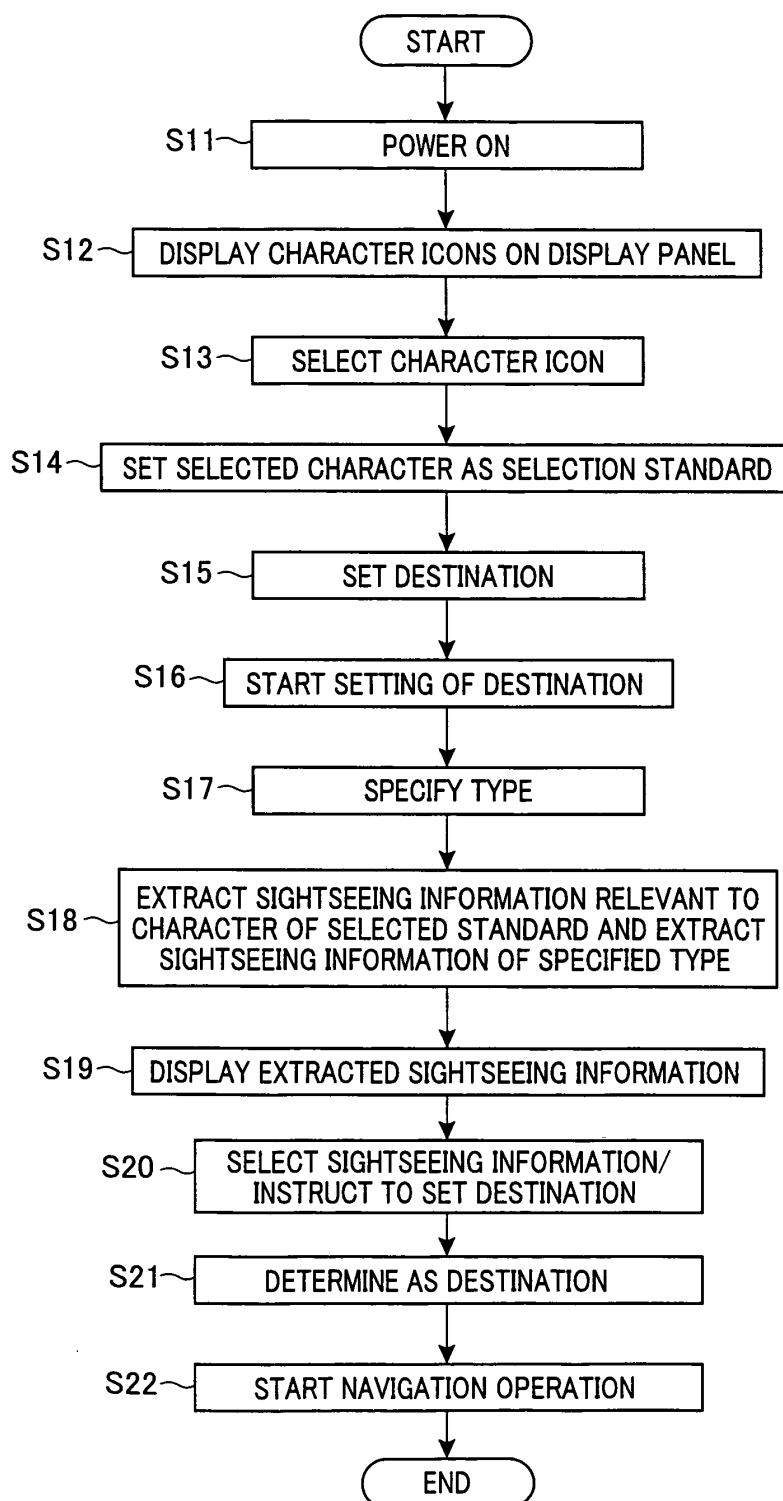 START
S11
POWER ON
S12
DISPLAY CHARACTER ICONS ON DISPLAY PANEL
S13
SELECT CHARACTER ICON
S14
SET SELECTED CHARACTER AS SELECTION STANDARD
S15
SET DESTINATION
S16
START SETTING OF DESTINATION
S17
SPECIFY TYPE
S18
EXTRACT SIGHTSEEING INFORMATION RELEVANT TO
CHARACTER OF SELECTED STANDARD AND EXTRACT
SIGHTSEEING INFORMATION OF SPECIFIED TYPE
S19
DISPLAY EXTRACTED SIGHTSEEING INFORMATION
S20
SELECT SIGHTSEEING INFORMATION/
INSTRUCT TO SET DESTINATION
S21
DETERMINE AS DESTINATION
S22
START NAVIGATION OPERATION
END